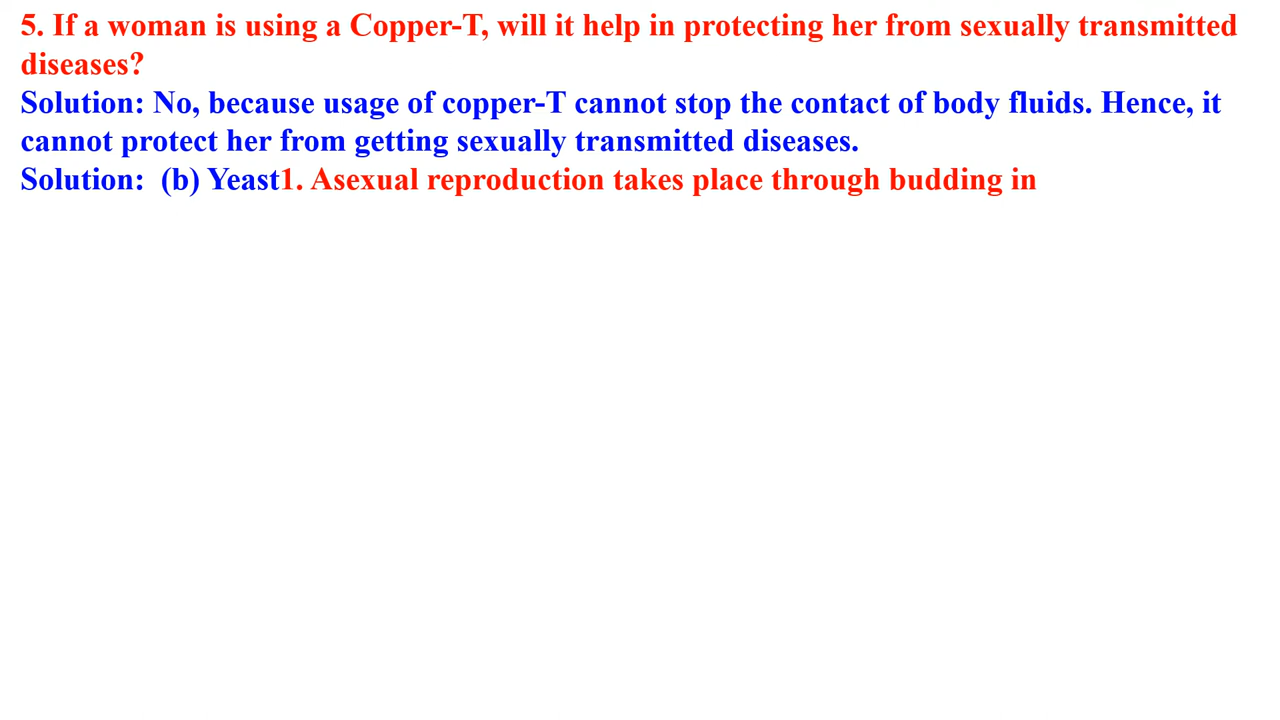 5. If a woman is using a Copper-T, will it help in protecting her from sexually transmitted
diseases?
Solution: No, because usage of copper-T cannot stop the contact of body fluids. Hence, it
cannot protect her from getting sexually transmitted diseases.
Solution:  (b) Yeast1. Asexual reproduction takes place through budding in